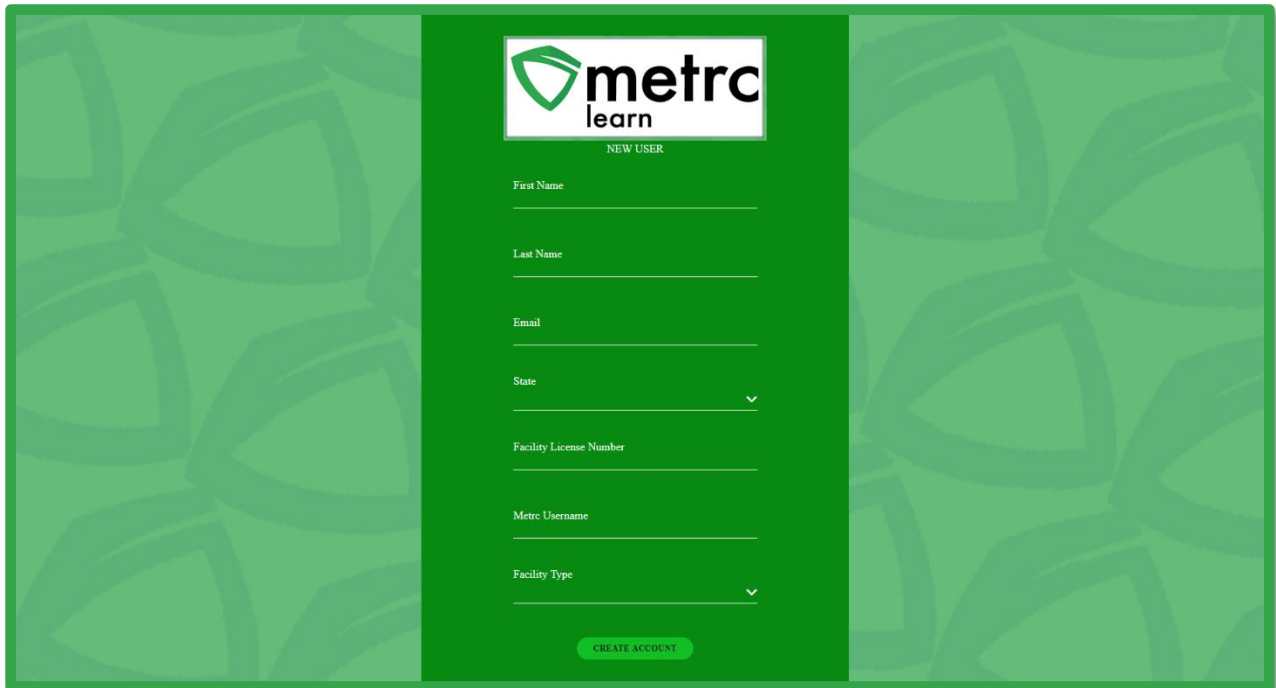 metrc
learn
NEW USER
First Name
Last Name
Email
State
Facility License Number
Metrc Username
Facility Type
CREATE ACCOUNT